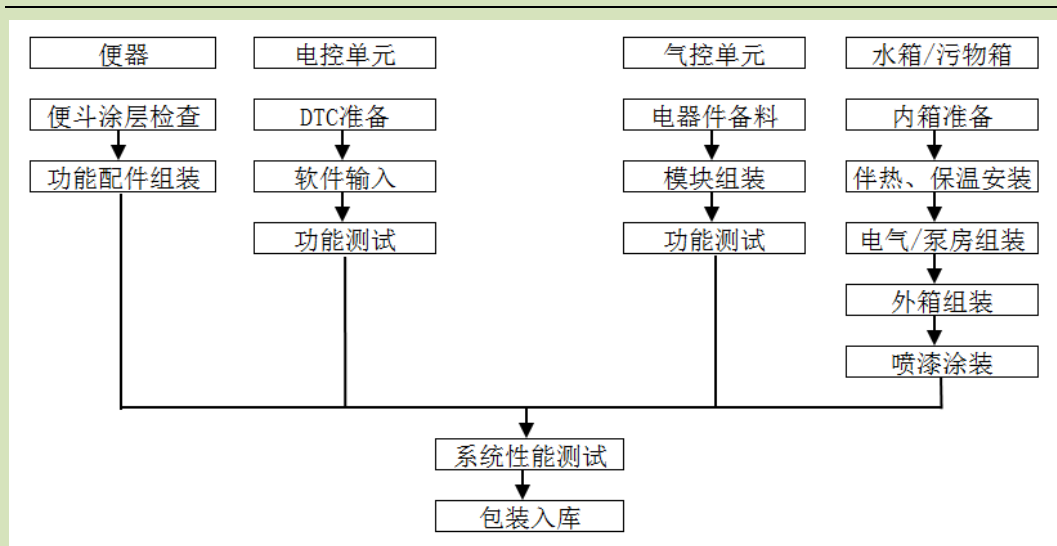 便器 电控单元 气控单元 水箱/污物箱
便斗涂层检查 DTC准备 电器件备料 内箱准备
功能配件组装 软件输入 模块组装 伴热、保温安装
功能测试 功能测试 电气/泵房组装
外箱组装
喷漆涂装
系统性能测试
包装入库